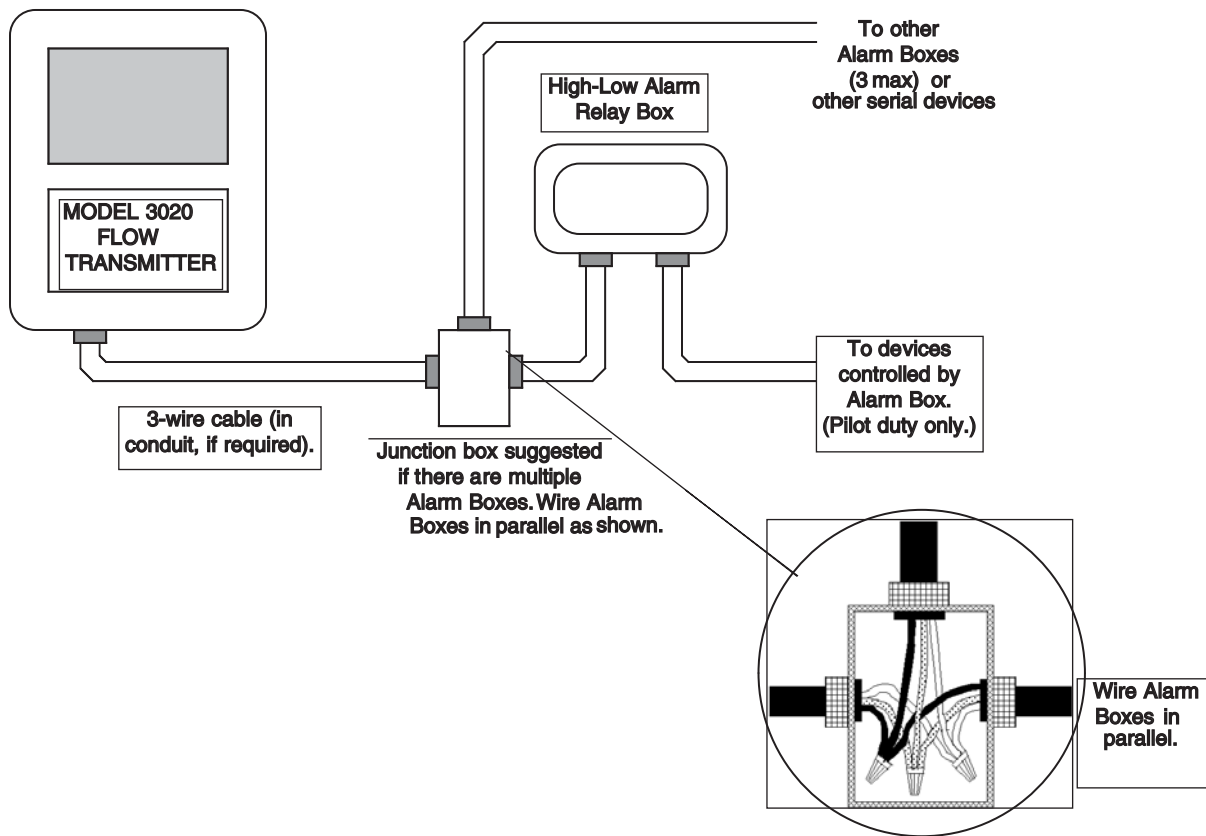 To other
Alarm Boxes
(3 max) or
other serial devices
High-Low Alarm
Relay Box
MODEL 3020
FLOW
TRANSMITTER
To devices
controlled by
Alarm Box.
(Pilot duty only.)
3-wire cable (in
conduit, if required).
Junction box suggested
if there are multiple
Alarm Boxes. Wire Alarm
Boxes in parallel as shown.
Wire Alarm
Boxes in
parallel.